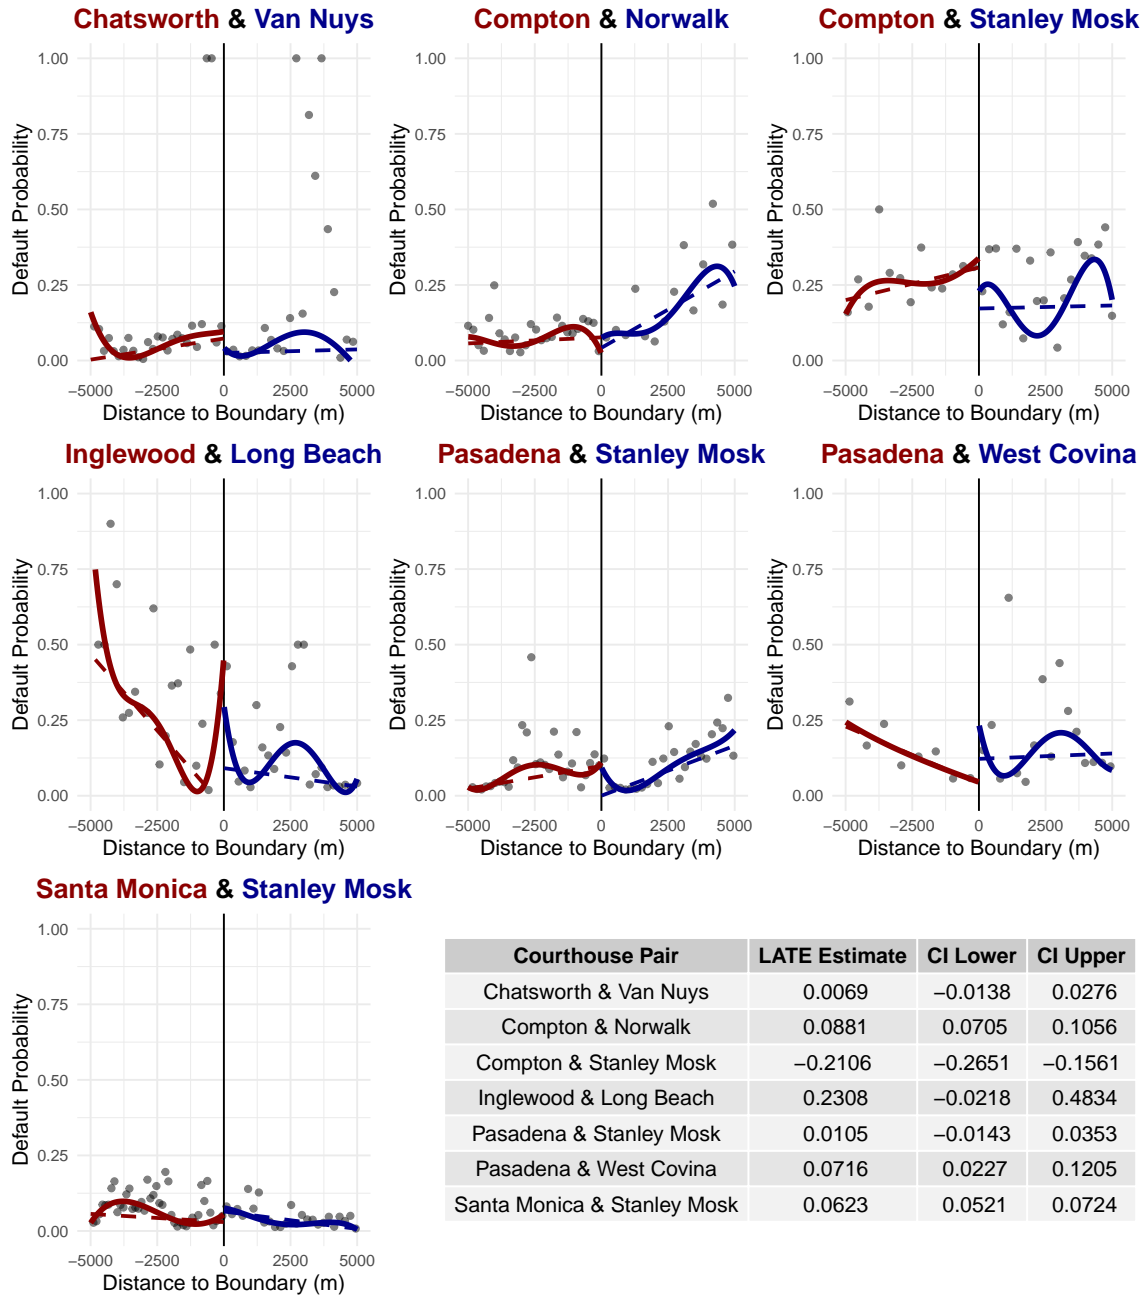 Chatsworth & Van Nuys
Default Probability
1.00
0.75
0.50
0.25
0.00
−5000 −2500 0 2500 5000
Distance to Boundary (m)
Compton & Norwalk
Default Probability
1.00
0.75
0.50
0.25
0.00
−5000 −2500 0 2500 5000
Distance to Boundary (m)
Compton & Stanley Mosk
Default Probability
1.00
0.75
0.50
0.25
0.00
−5000 −2500 0 2500 5000
Distance to Boundary (m)
Inglewood & Long Beach
Default Probability
1.00
0.75
0.50
0.25
0.00
−5000 −2500 0 2500 5000
Distance to Boundary (m)
Pasadena & Stanley Mosk
Default Probability
1.00
0.75
0.50
0.25
0.00
−5000 −2500 0 2500 5000
Distance to Boundary (m)
Pasadena & West Covina
Default Probability
1.00
0.75
0.50
0.25
0.00
−5000 −2500 0 2500 5000
Distance to Boundary (m)
Santa Monica & Stanley Mosk
Default Probability
1.00
0.75
0.50
0.25
0.00
−5000 −2500 0 2500 5000
Distance to Boundary (m)
Courthouse Pair LATE Estimate CI Lower CI Upper
Chatsworth & Van Nuys 0.0069 −0.0138 0.0276
Compton & Norwalk 0.0881 0.0705 0.1056
Compton & Stanley Mosk −0.2106 −0.2651 −0.1561
Inglewood & Long Beach 0.2308 −0.0218 0.4834
Pasadena & Stanley Mosk 0.0105 −0.0143 0.0353
Pasadena & West Covina 0.0716 0.0227 0.1205
Santa Monica & Stanley Mosk 0.0623 0.0521 0.0724